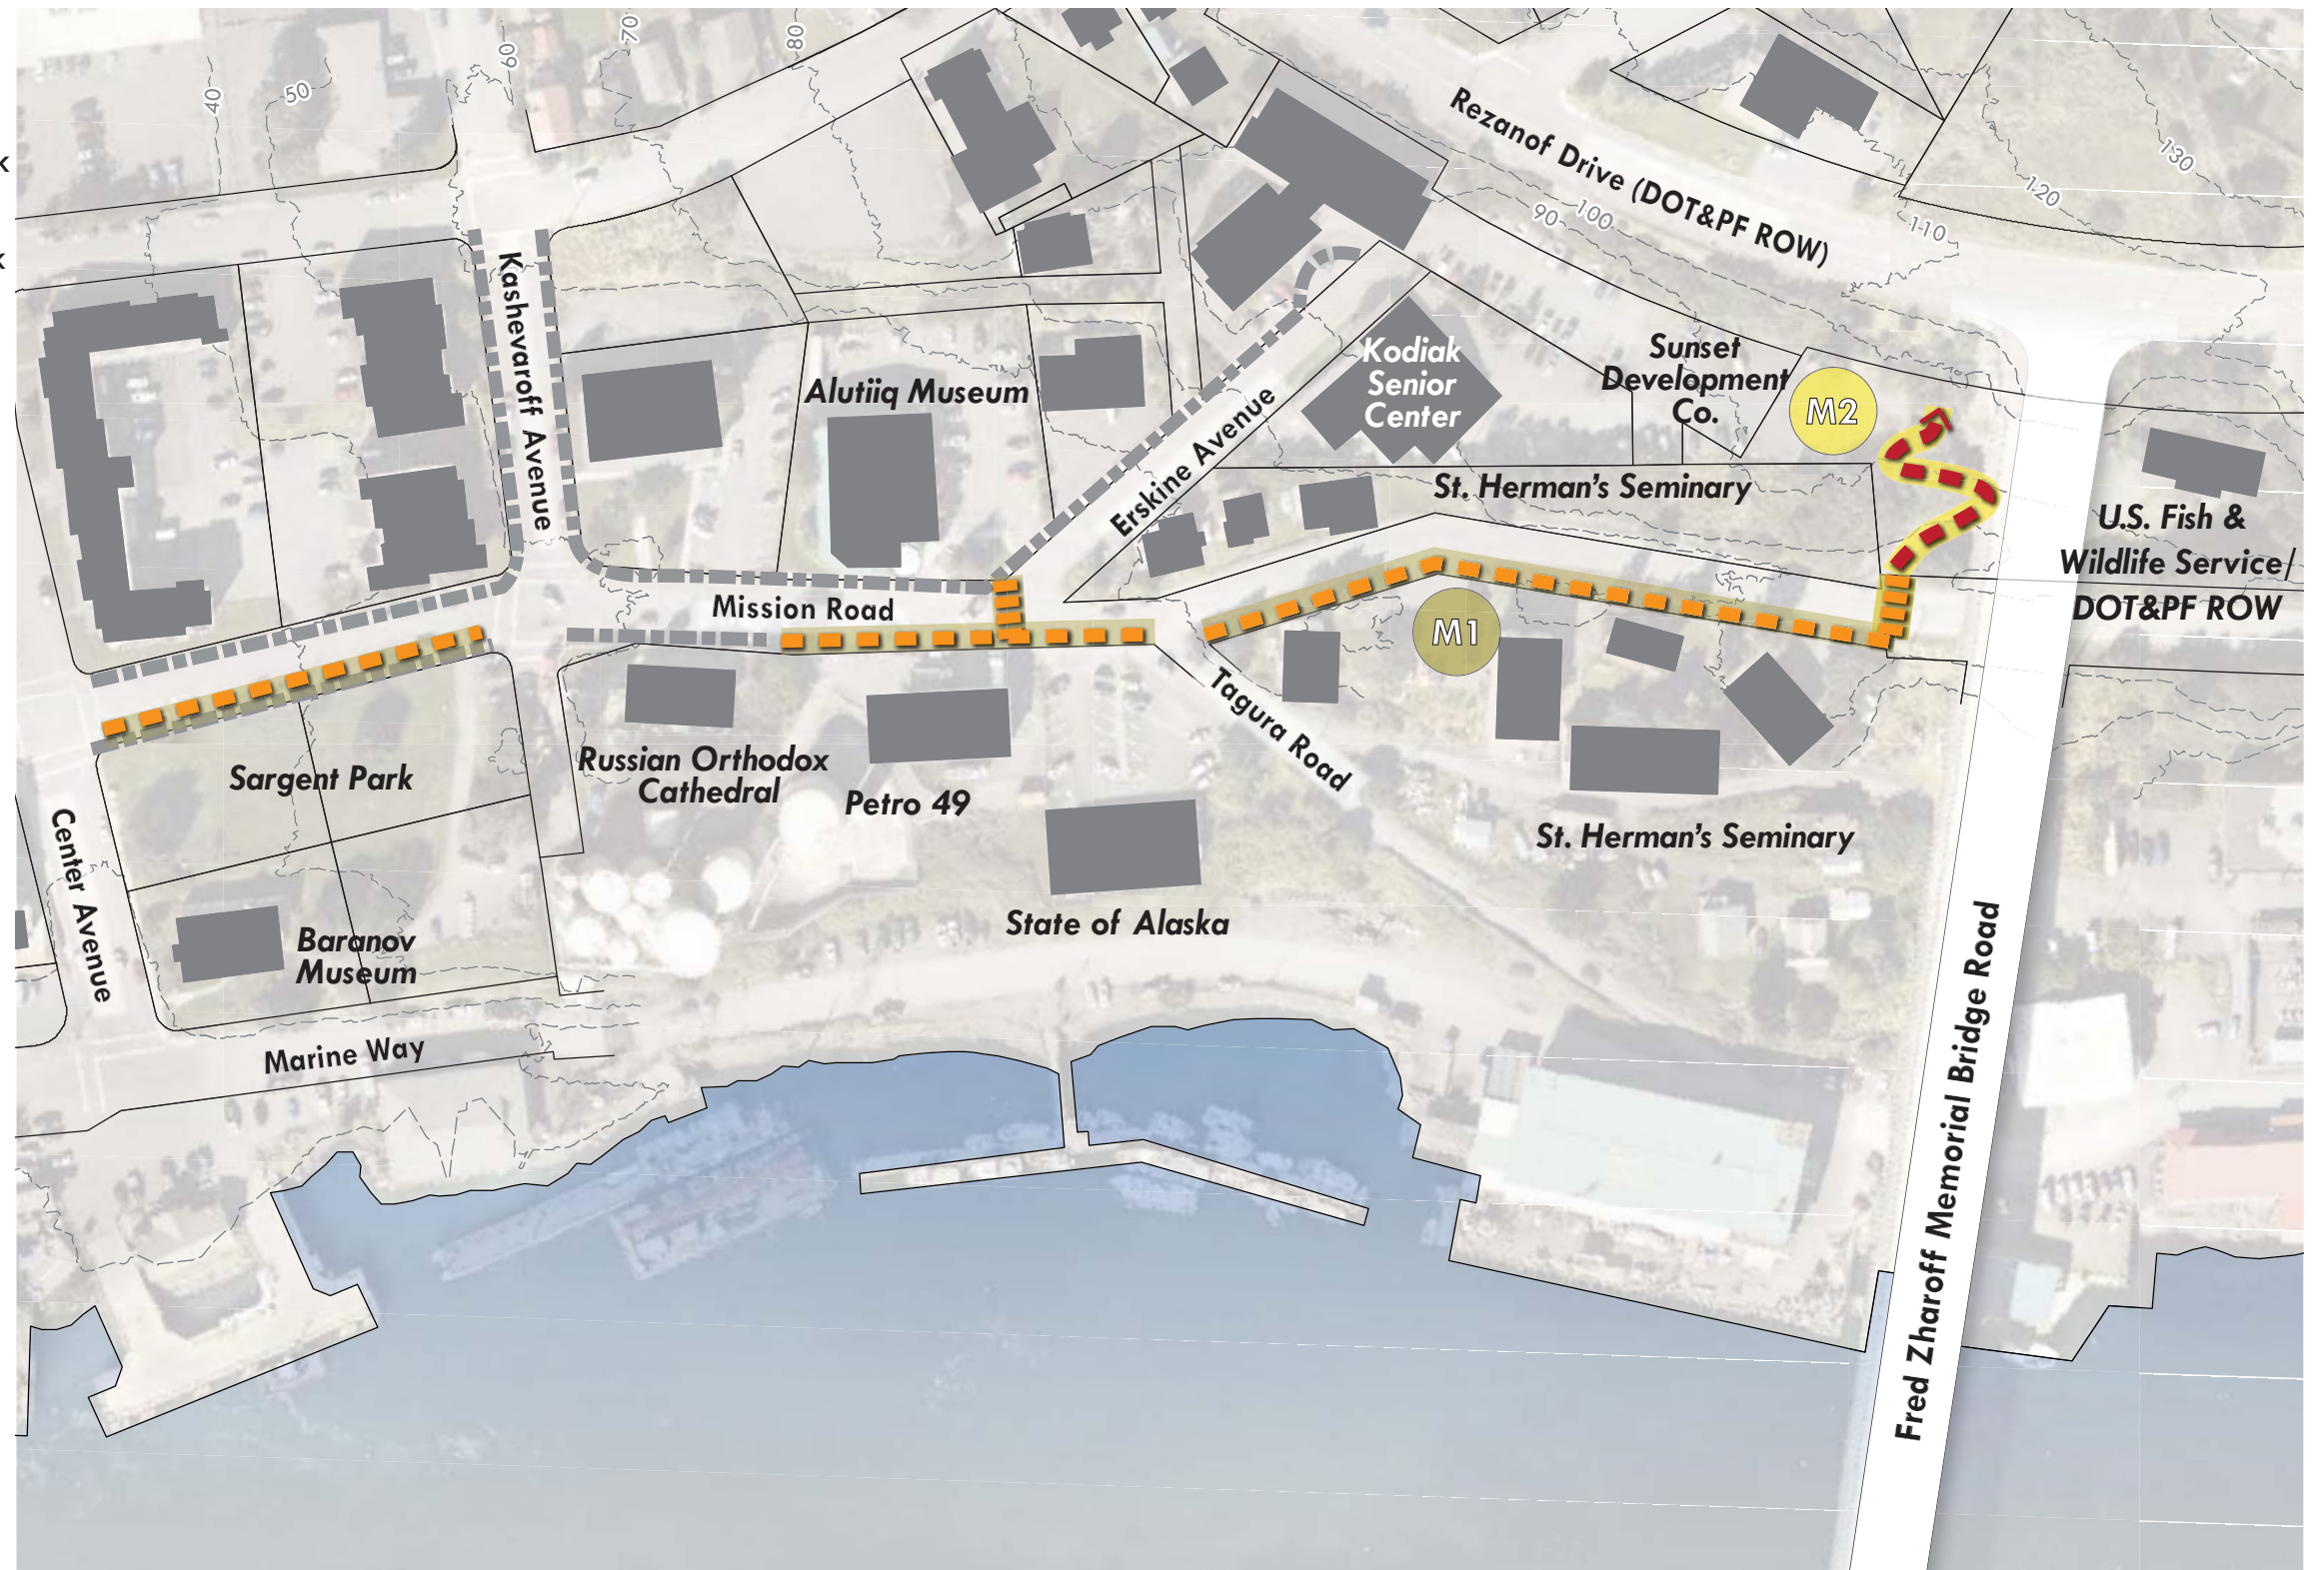 40
50
60
70
80
k
k
Rezanof Drive (DOT&PF ROW)
90
100
110
120
130
Kashevaroff Avenue
Alutiiq Museum
Erskine Avenue
Kodiak
Senior
Center
Sunset
Development
Co.
M2
St. Herman's Seminary
U.S. Fish &
Wildlife Service/
DOT&PF ROW
Mission Road
M1
Tagura Road
Sargent Park
Russian Orthodox
Cathedral
Petro 49
St. Herman's Seminary
Center Avenue
State of Alaska
Baranov
Museum
Marine Way
Fred Zharoff Memorial Bridge Road